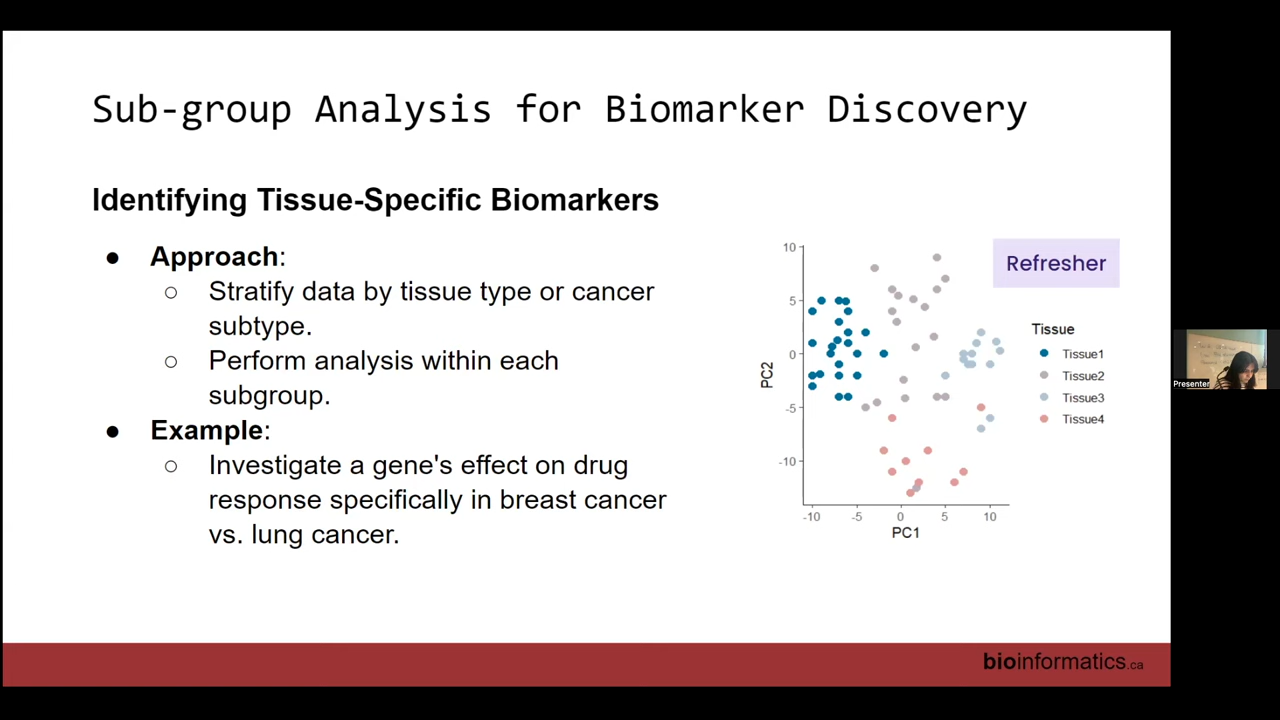 Sub-group Analysis for Biomarker Discovery
Identifying Tissue-Specific Biomarkers
● Approach:
○ Stratify data by tissue type or cancer
subtype.
○ Perform analysis within each
subgroup.
● Example:
○ Investigate a gene's effect on drug
response specifically in breast cancer
vs. lung cancer.
Refresher
10
5
0
-5
-10
PC2
-10 -5 0 5 10
PC1
Tissue
Tissue1
Tissue2
Tissue3
Tissue4
Presenter
bioinformatics.ca